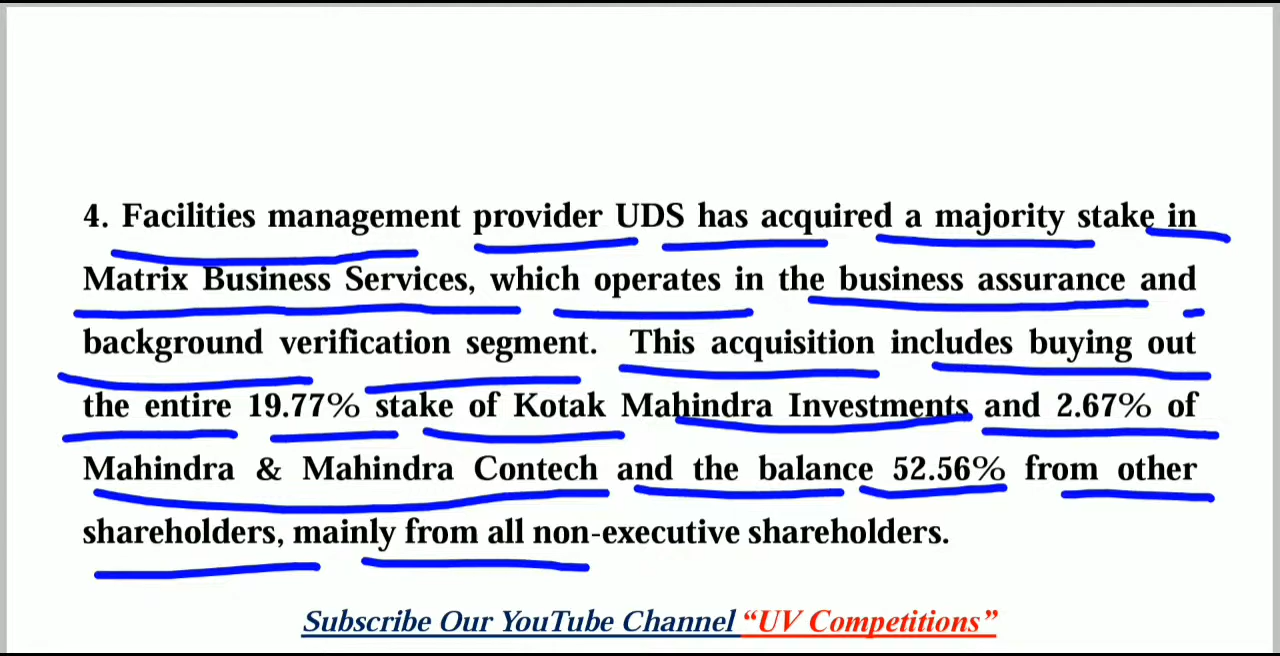 4. Facilities management provider UDS has acquired a majority stake in
Matrix Business Services, which operates in the business assurance and
background verification segment. This acquisition includes buying out
the entire 19.77% stake of Kotak Mahindra Investments and 2.67% of
Mahindra & Mahindra Contech and the balance 52.56% from other
shareholders, mainly from all non-executive shareholders.
Subscribe Our YouTube Channel “UV Competitions”